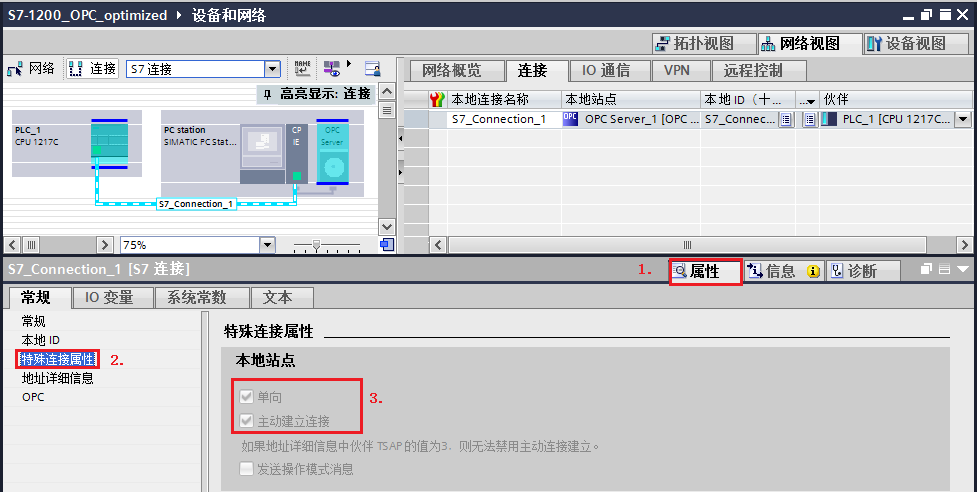 S7-1200_OPC_optimized ▸ 设备和网络
拓扑视图 网络视图 设备视图
网络 连接 S7 连接
网络概览 连接 IO 通信 VPN 远程控制
高亮显示: 连接
本地连接名称 本地站点 本地 ID（十... ... 伙伴
S7_Connection_1 OPC OPC Server_1 [OPC ... S7_Connec... PLC_1 [CPU 1217C...
PLC_1
CPU 1217C
PC station
SIMATIC PC Stat...
CP
IE
OPC
Server
S7_Connection_1
75%
S7_Connection_1 [S7 连接]
1. 属性 信息 诊断
常规 IO 变量 系统常数 文本
常规
本地 ID
特殊连接属性 2.
地址详细信息
OPC
特殊连接属性
本地站点
单向
3.
主动建立连接
如果地址详细信息中伙伴 TSAP 的值为3，则无法禁用主动连接建立。
发送操作模式消息